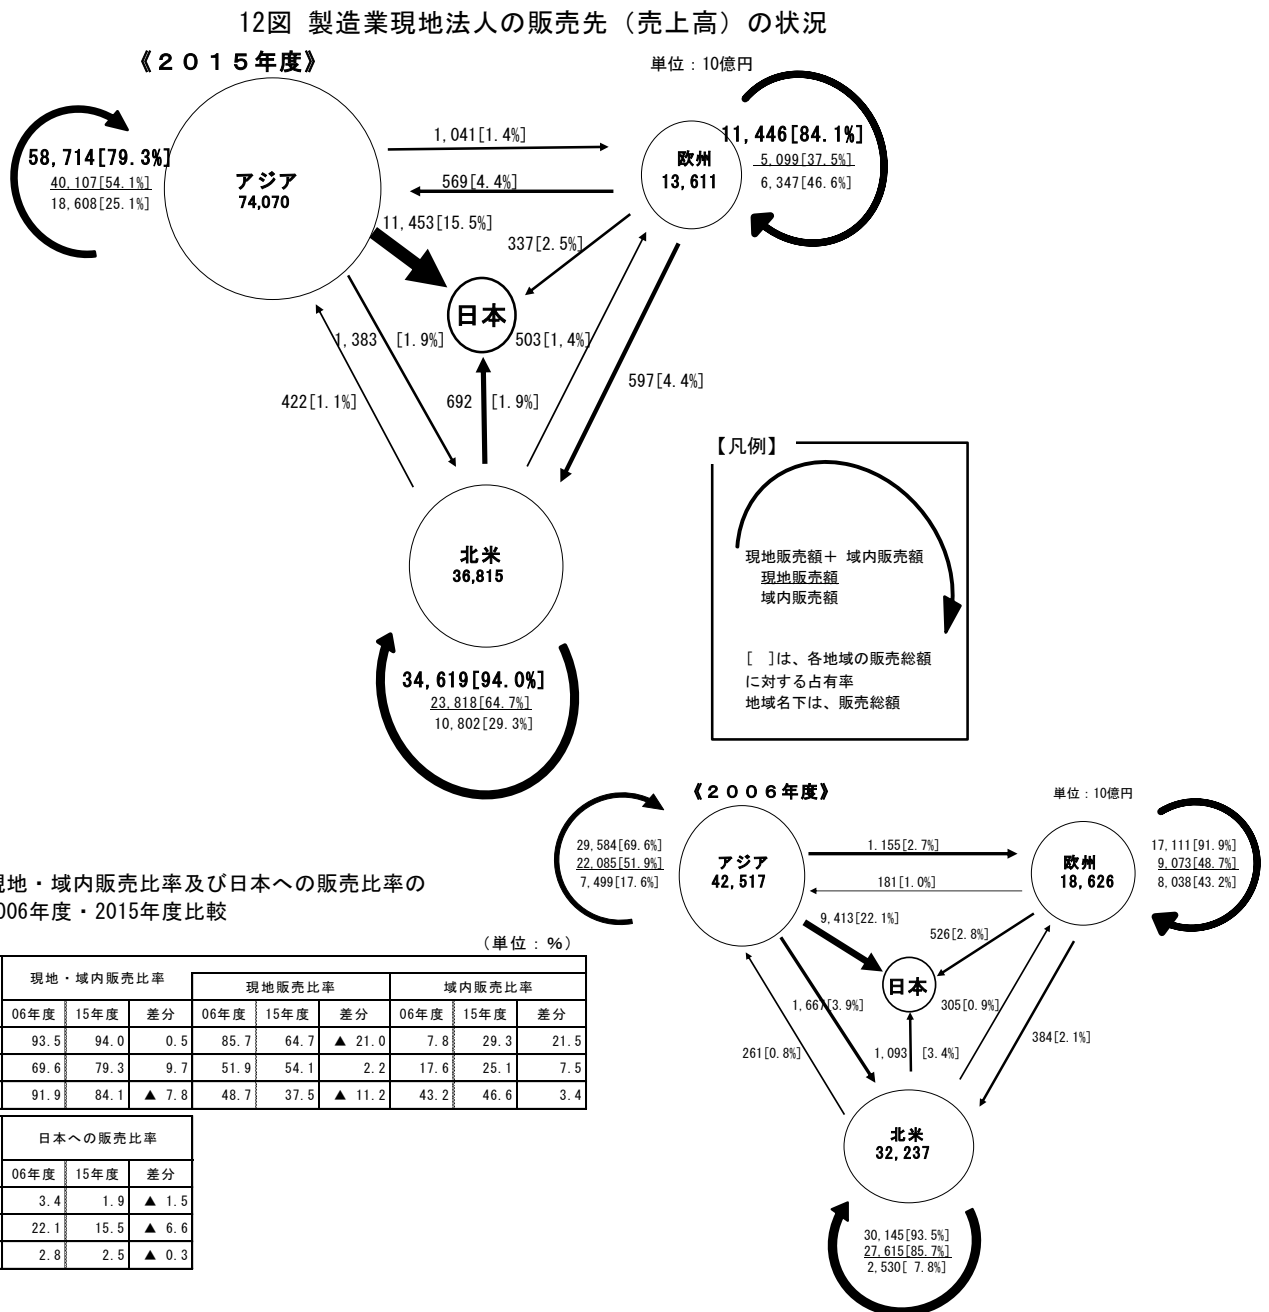 12図 製造業現地法人の販売先（売上高）の状況
《２０１５年度》
単位：10億円
アジア
74,070
58,714[79.3%]
40,107[54.1%]
18,608[25.1%]
1,041[1.4%]
569[4.4%]
欧州
13,611
11,446[84.1%]
5,099[37.5%]
6,347[46.6%]
11,453[15.5%]
337[2.5%]
日本
1,383 [1.9%]
503[1,4%]
422[1.1%]
692 [1.9%]
597[4.4%]
北米
36,815
34,619[94.0%]
23,818[64.7%]
10,802[29.3%]
【凡例】
現地販売額＋ 域内販売額
現地販売額
域内販売額
[ ]は、各地域の販売総額
に対する占有率
地域名下は、販売総額
《２００６年度》
単位：10億円
29,584[69.6%]
22,085[51.9%]
7,499[17.6%]
アジア
42,517
1.155[2.7%]
181[1.0%]
欧州
18,626
17,111[91.9%]
9,073[48.7%]
8,038[43.2%]
9,413[22.1%]
526[2.8%]
日本
1,667[3.9%]
305[0.9%]
261[0.8%]
1,093 [3.4%]
384[2.1%]
北米
32,237
30,145[93.5%]
27,615[85.7%]
2,530[ 7.8%]
現地・域内販売比率及び日本への販売比率の
006年度・2015年度比較
（単位：%）
現地・域内販売比率
現地販売比率 域内販売比率
06年度 15年度 差分 06年度 15年度 差分 06年度 15年度 差分
93.5 94.0 0.5 85.7 64.7 ▲ 21.0 7.8 29.3 21.5
69.6 79.3 9.7 51.9 54.1 2.2 17.6 25.1 7.5
91.9 84.1 ▲ 7.8 48.7 37.5 ▲ 11.2 43.2 46.6 3.4
日本への販売比率
06年度 15年度 差分
3.4 1.9 ▲ 1.5
22.1 15.5 ▲ 6.6
2.8 2.5 ▲ 0.3